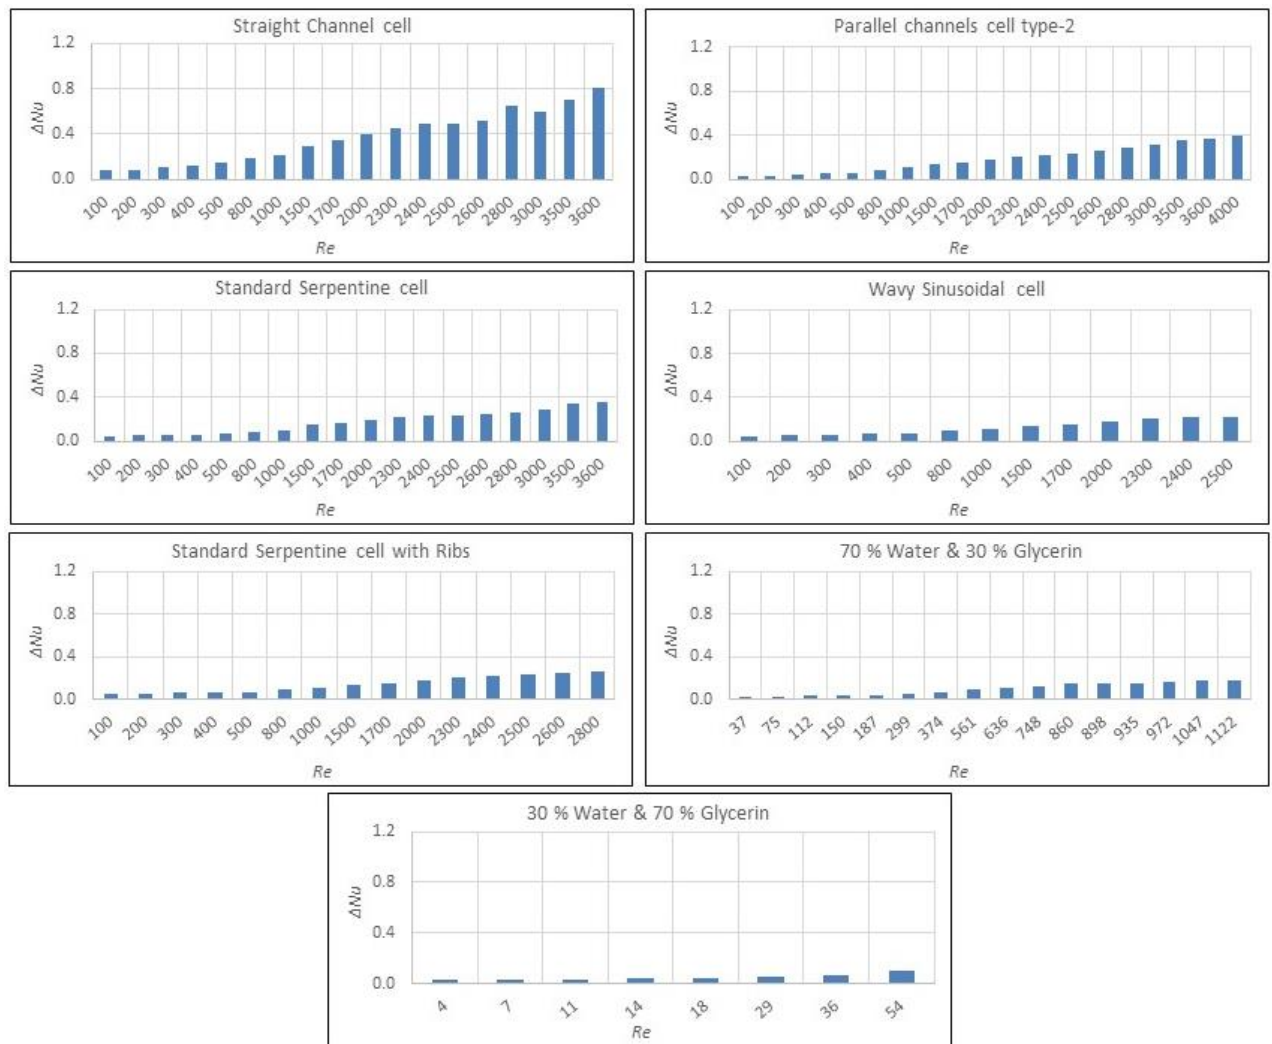 Straight Channel cell
1.2
0.8
0.4
0.0
ΔNu
100 200 300 400 500 800 1000 1500 1700 2000 2300 2400 2500 2600 2800 3000 3500 3600
Re
Parallel channels cell type-2
1.2
0.8
0.4
0.0
ΔNu
100 200 300 400 500 800 1000 1500 1700 2000 2300 2400 2500 2600 2800 3000 3500 3600 4000
Re
Standard Serpentine cell
1.2
0.8
0.4
0.0
ΔNu
100 200 300 400 500 800 1000 1500 1700 2000 2300 2400 2500 2600 2800 3000 3500 3600
Re
Wavy Sinusoidal cell
1.2
0.8
0.4
0.0
ΔNu
100 200 300 400 500 800 1000 1500 1700 2000 2300 2400 2500
Re
Standard Serpentine cell with Ribs
1.2
0.8
0.4
0.0
ΔNu
100 200 300 400 500 800 1000 1500 1700 2000 2300 2400 2500 2600 2800
Re
70 % Water & 30 % Glycerin
1.2
0.8
0.4
0.0
ΔNu
37 75 112 150 187 299 374 561 636 748 860 898 935 972 1047 1122
Re
30 % Water & 70 % Glycerin
1.2
0.8
0.4
0.0
ΔNu
4 7 11 14 18 29 36 54
Re